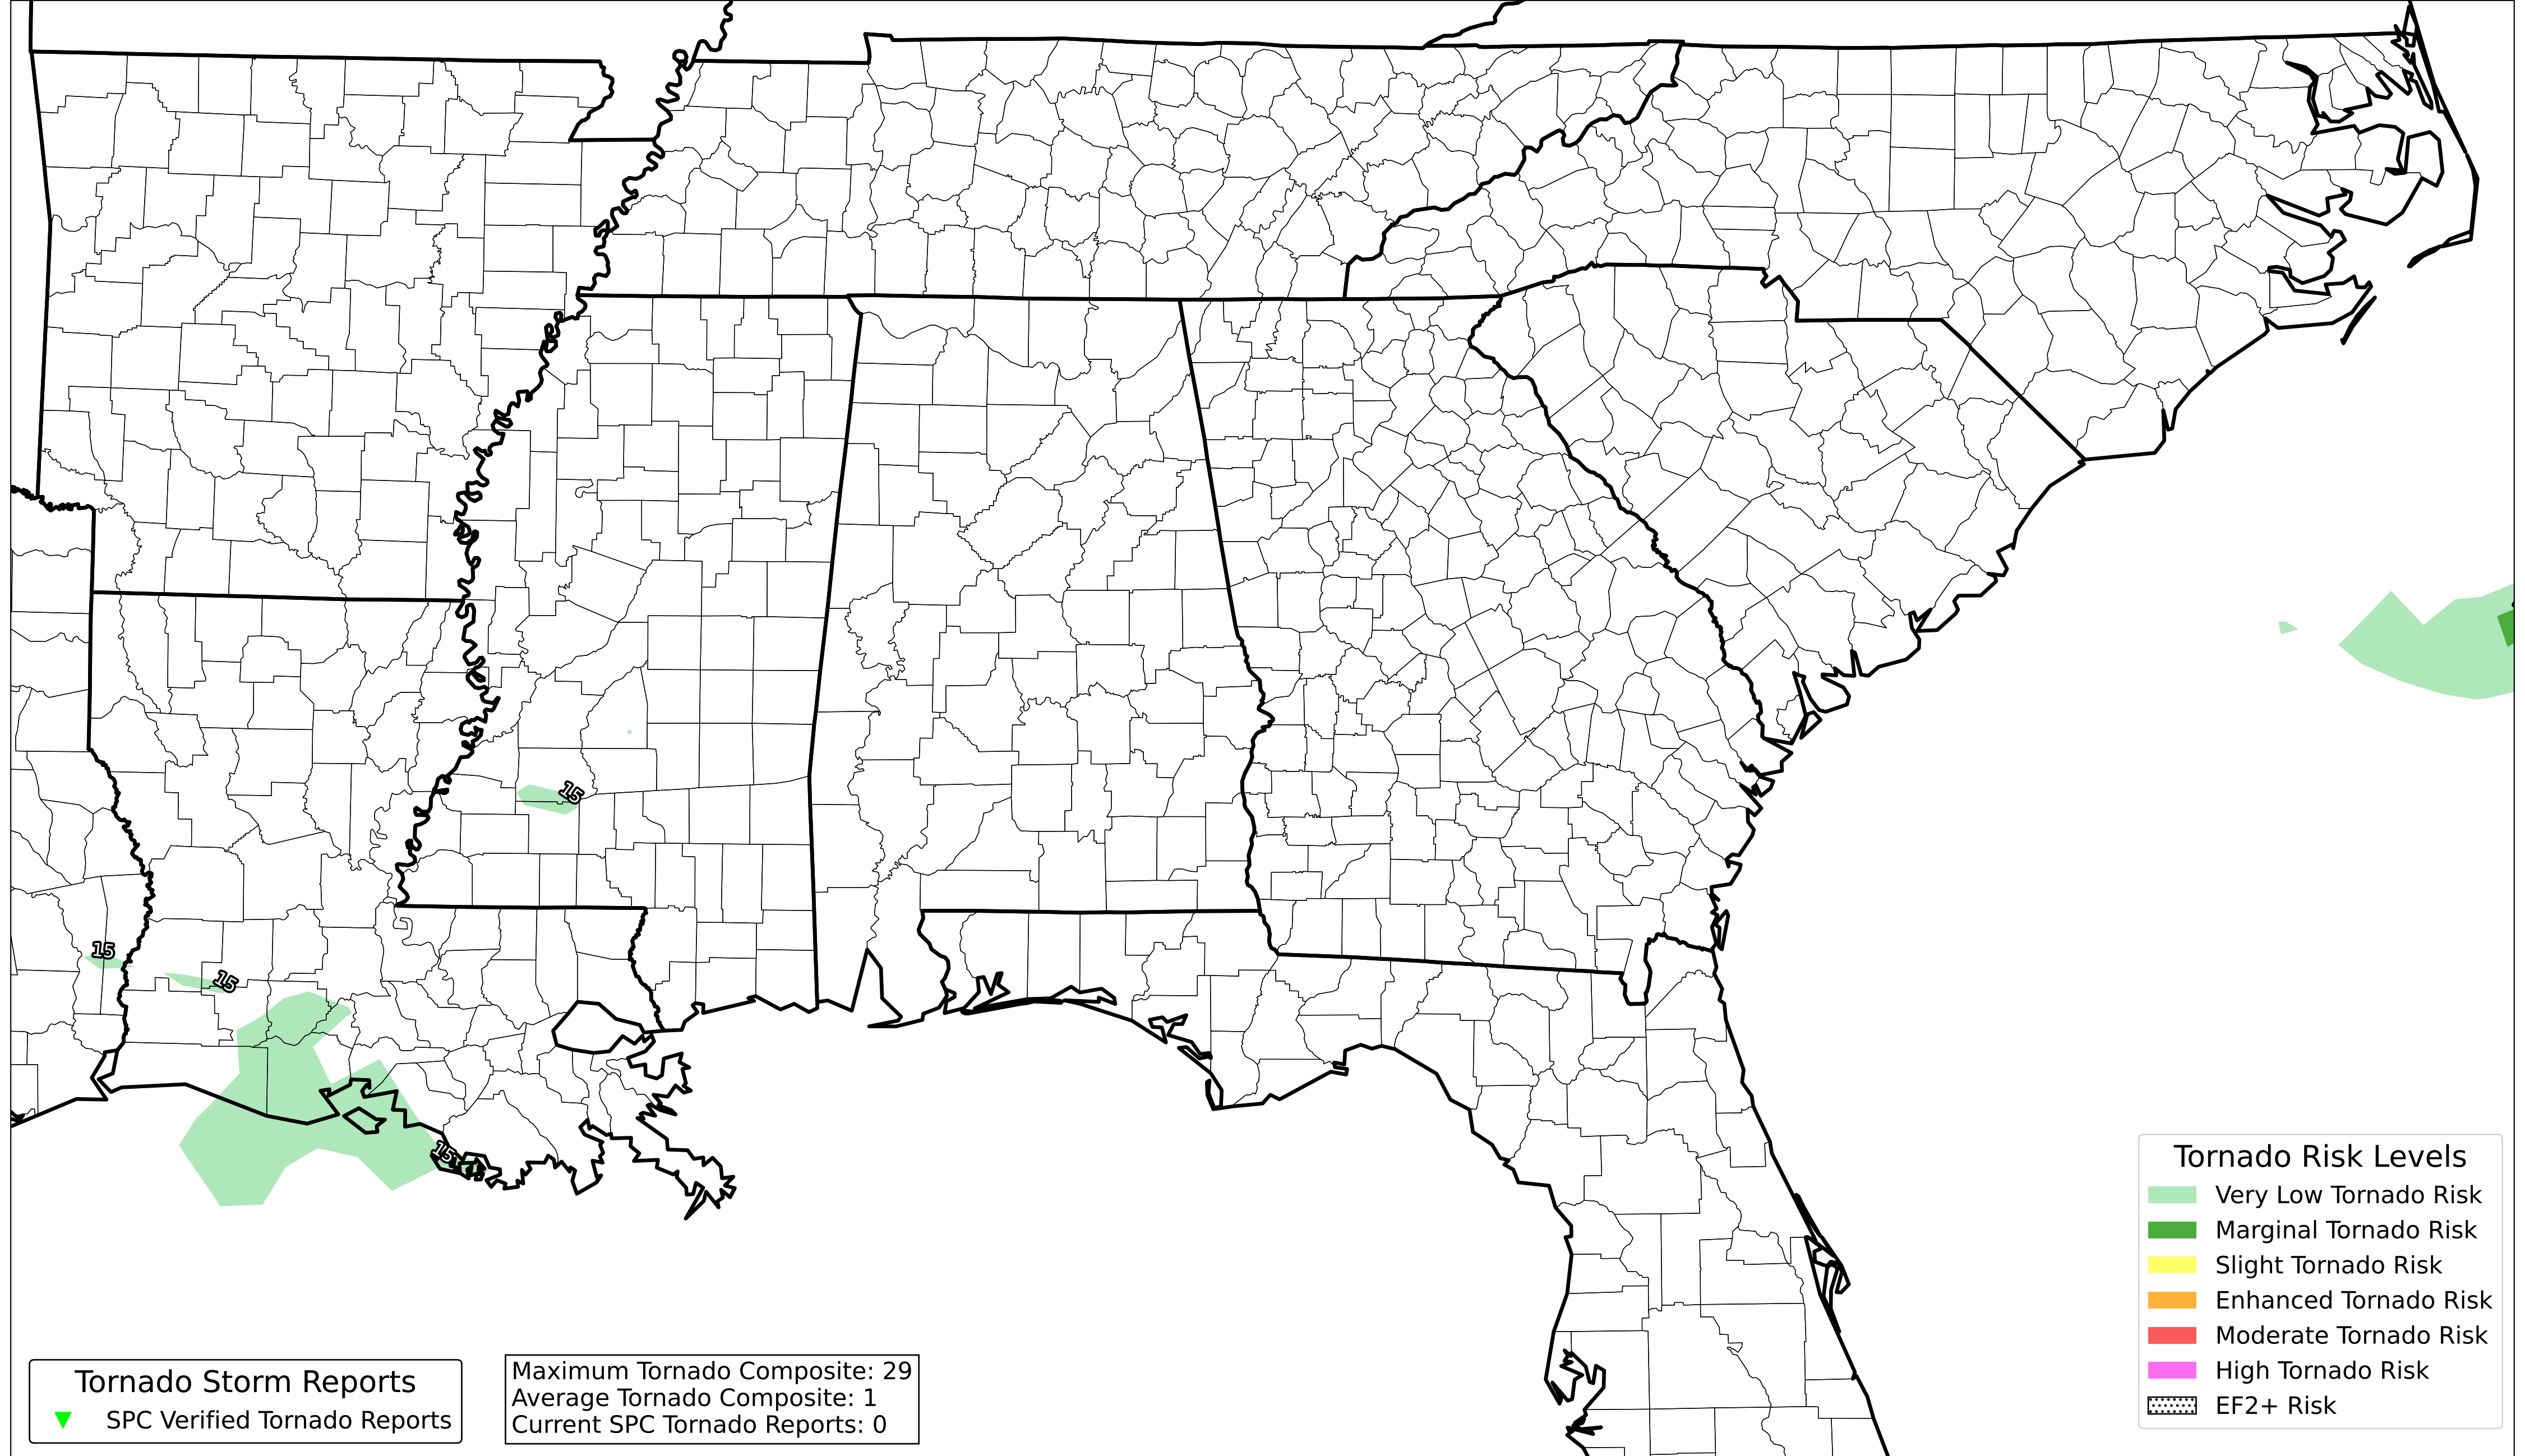 15
15
15
15
Tornado Risk Levels
Very Low Tornado Risk
Marginal Tornado Risk
Slight Tornado Risk
Enhanced Tornado Risk
Moderate Tornado Risk
High Tornado Risk
EF2+ Risk
Tornado Storm Reports
SPC Verified Tornado Reports
Maximum Tornado Composite: 29
Average Tornado Composite: 1
Current SPC Tornado Reports: 0